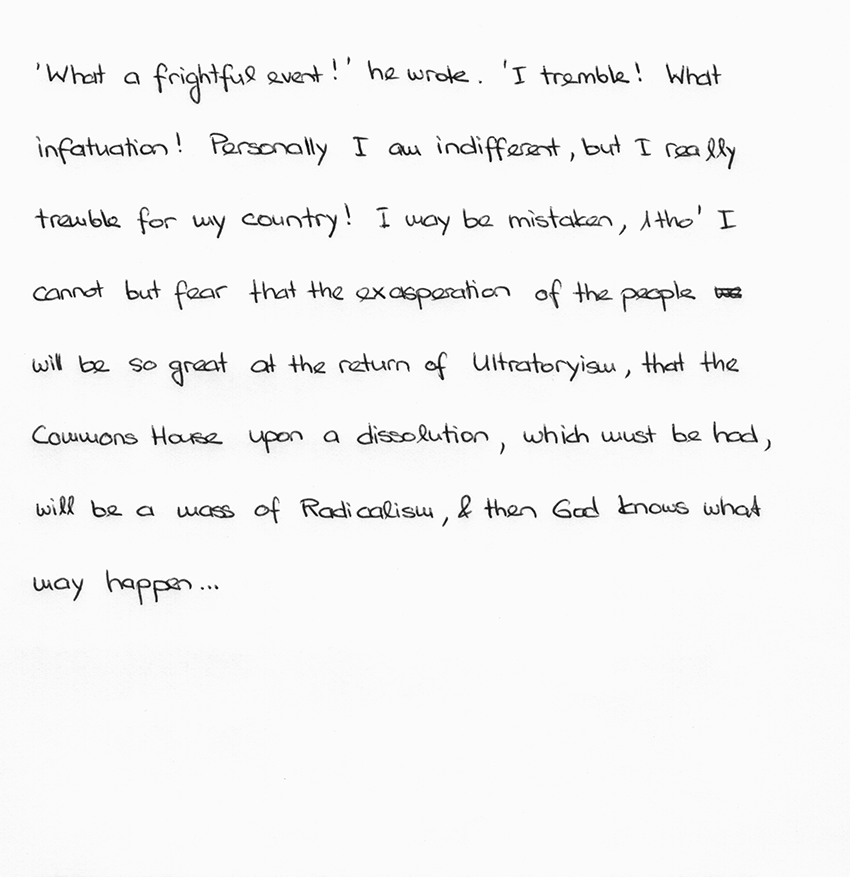 'What a frightful event!' he wrote. 'I tremble! What
infatuation! Personally I am indifferent, but I really
tremble for my country! I may be mistaken, Altho' I
cannot but fear that the exasperation of the people
will be so great at the return of Ultratoryism, that the
Commons House upon a dissolution, which must be had,
will be a mass of Radicalism, & then God knows what
may happen...